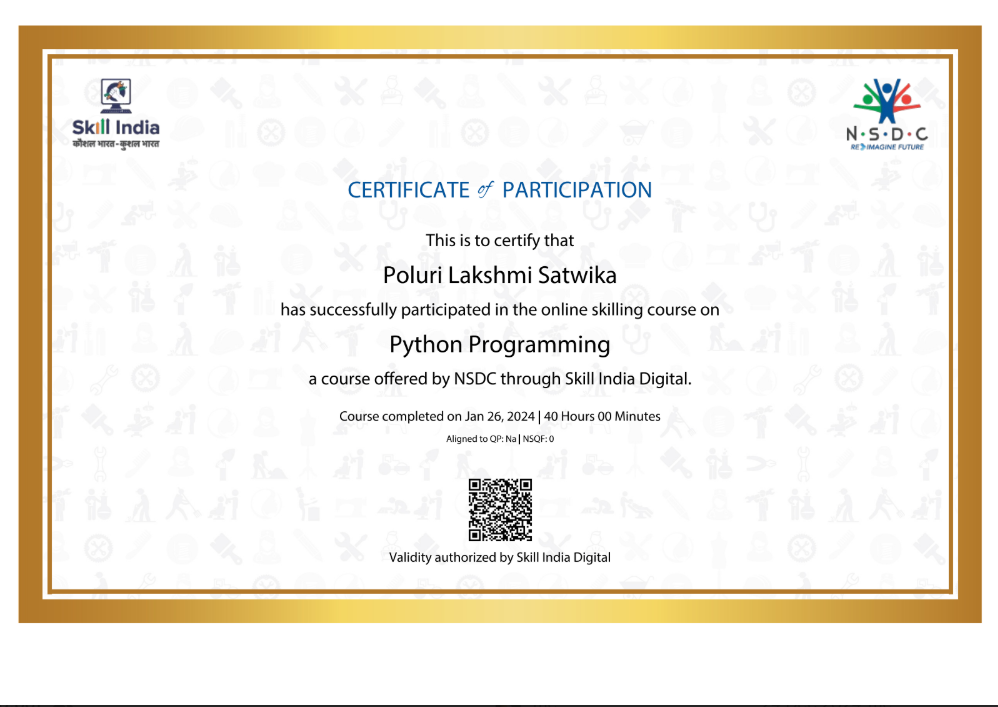 Skill India
कौशल भारत - कुशल भारत
N·S·D·C
RE IMAGINE FUTURE
CERTIFICATE of PARTICIPATION
This is to certify that
Poluri Lakshmi Satwika
has successfully participated in the online skilling course on
Python Programming
a course offered by NSDC through Skill India Digital.
Course completed on Jan 26, 2024 | 40 Hours 00 Minutes
Aligned to QP: Na | NSQF: 0
Validity authorized by Skill India Digital